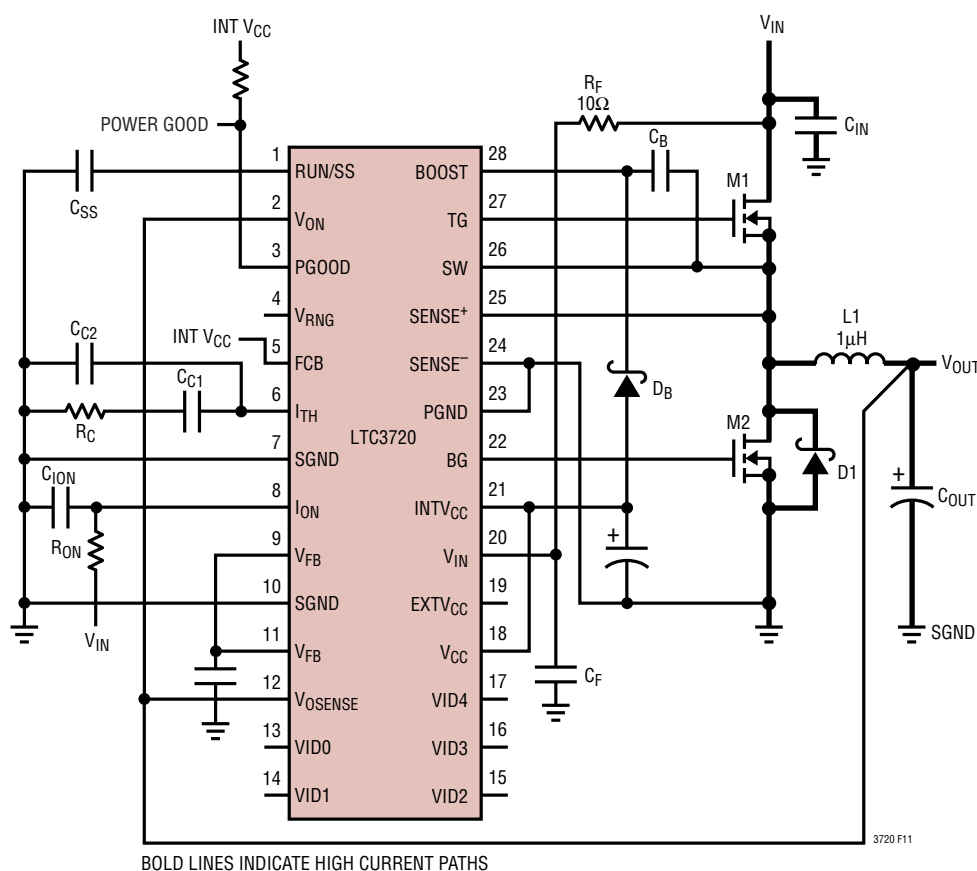 INT VCC
VIN
RF
10Ω
POWER GOOD
CB
CIN
1
RUN/SS
BOOST
28
M1
CSS
2
VON
TG
27
3
PGOOD
SW
26
4
VRNG
SENSE+
25
L1
1µH
CC2
INT VCC
5
FCB
SENSE–
24
VOUT
CC1
DB
6
ITH
PGND
23
RC
LTC3720
M2
7
SGND
BG
22
D1
CION
8
ION
INTVCC
21
+
COUT
RON
9
VFB
VIN
20
+
10
SGND
EXTVCC
19
VIN
SGND
11
VFB
VCC
18
CF
12
VOSENSE
VID4
17
13
VID0
VID3
16
14
VID1
VID2
15
3720 F11
BOLD LINES INDICATE HIGH CURRENT PATHS